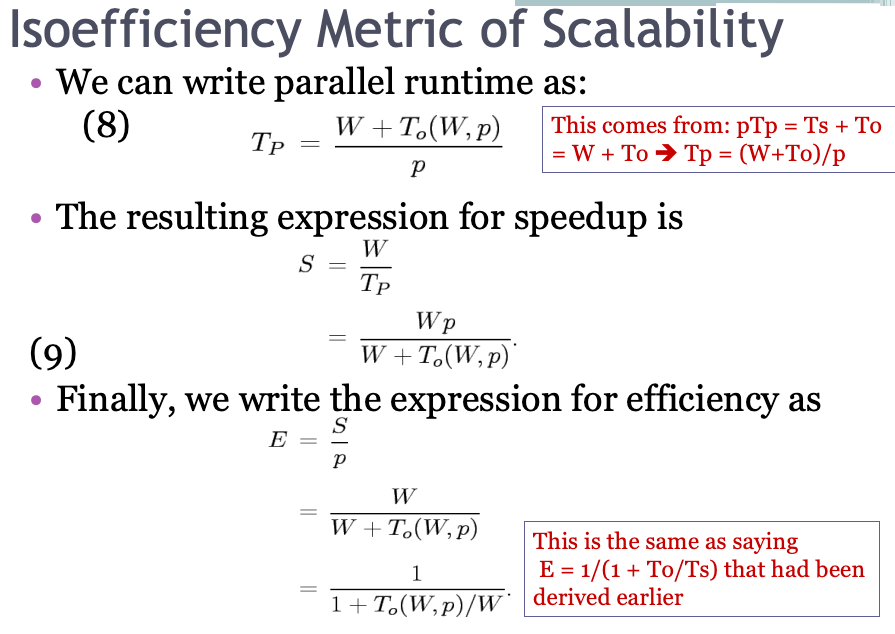 Isoefficiency Metric of Scalability
• We can write parallel runtime as:
(8)
T_P = \frac{W + T_o(W, p)}{p}
This comes from: pTp = Ts + To
= W + To ➔ Tp = (W+To)/p
• The resulting expression for speedup is
S = \frac{W}{T_P}
(9)
= \frac{Wp}{W + T_o(W, p)}.
• Finally, we write the expression for efficiency as
E = \frac{S}{p}
= \frac{W}{W + T_o(W, p)}
= \frac{1}{1 + T_o(W, p)/W}.
This is the same as saying
E = 1/(1 + To/Ts) that had been
derived earlier